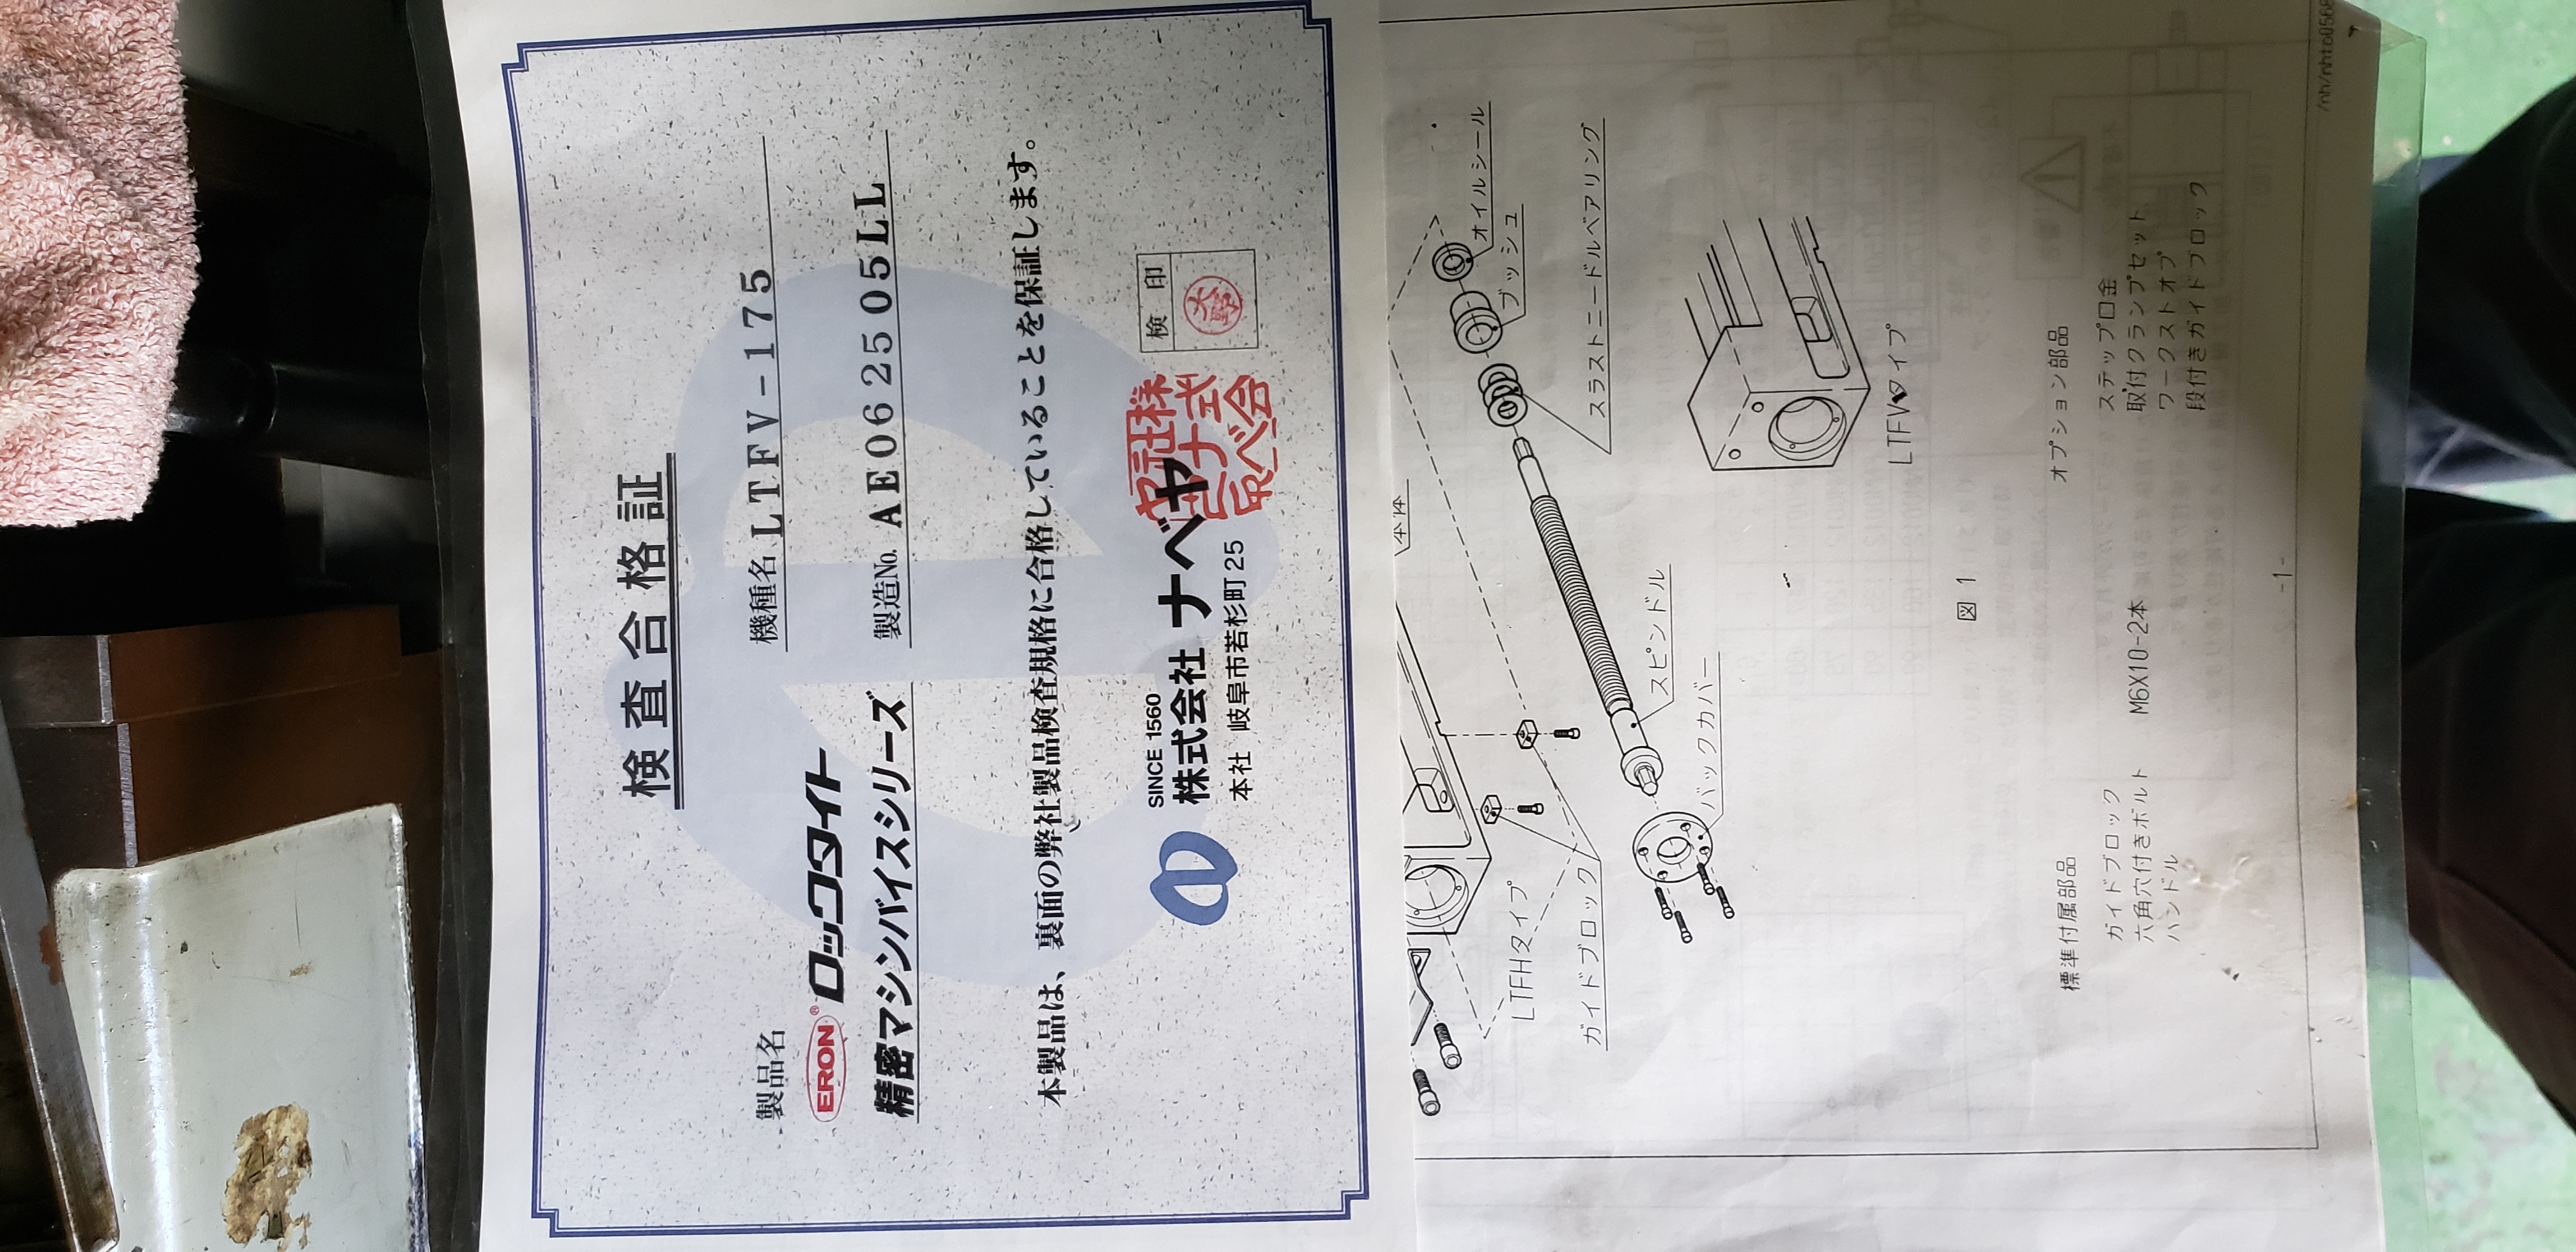 検査合格証
製品名
ERON® ロックタイト
精密マシンバイスシリーズ
機種名 LTFV-175
製造No. AE062505LL
本製品は、裏面の弊社製品検査規格に合格していることを保証します。
SINCE 1560
株式会社 ナベヤ
本社 岐阜市若杉町25
検 印
オイルシール
ブッシュ
スラストニードルベアリング
スピンドル
バックカバー
LTFHタイプ
ガイドブロック
LTFVタイプ
図 1
標準付属部品
ガイドブロック
六角穴付きボルト M6X10-2本
ハンドル
オプション部品
ステップ口金
取付クランプセット
ワークストオプ
段付きガイドブロック
-1-